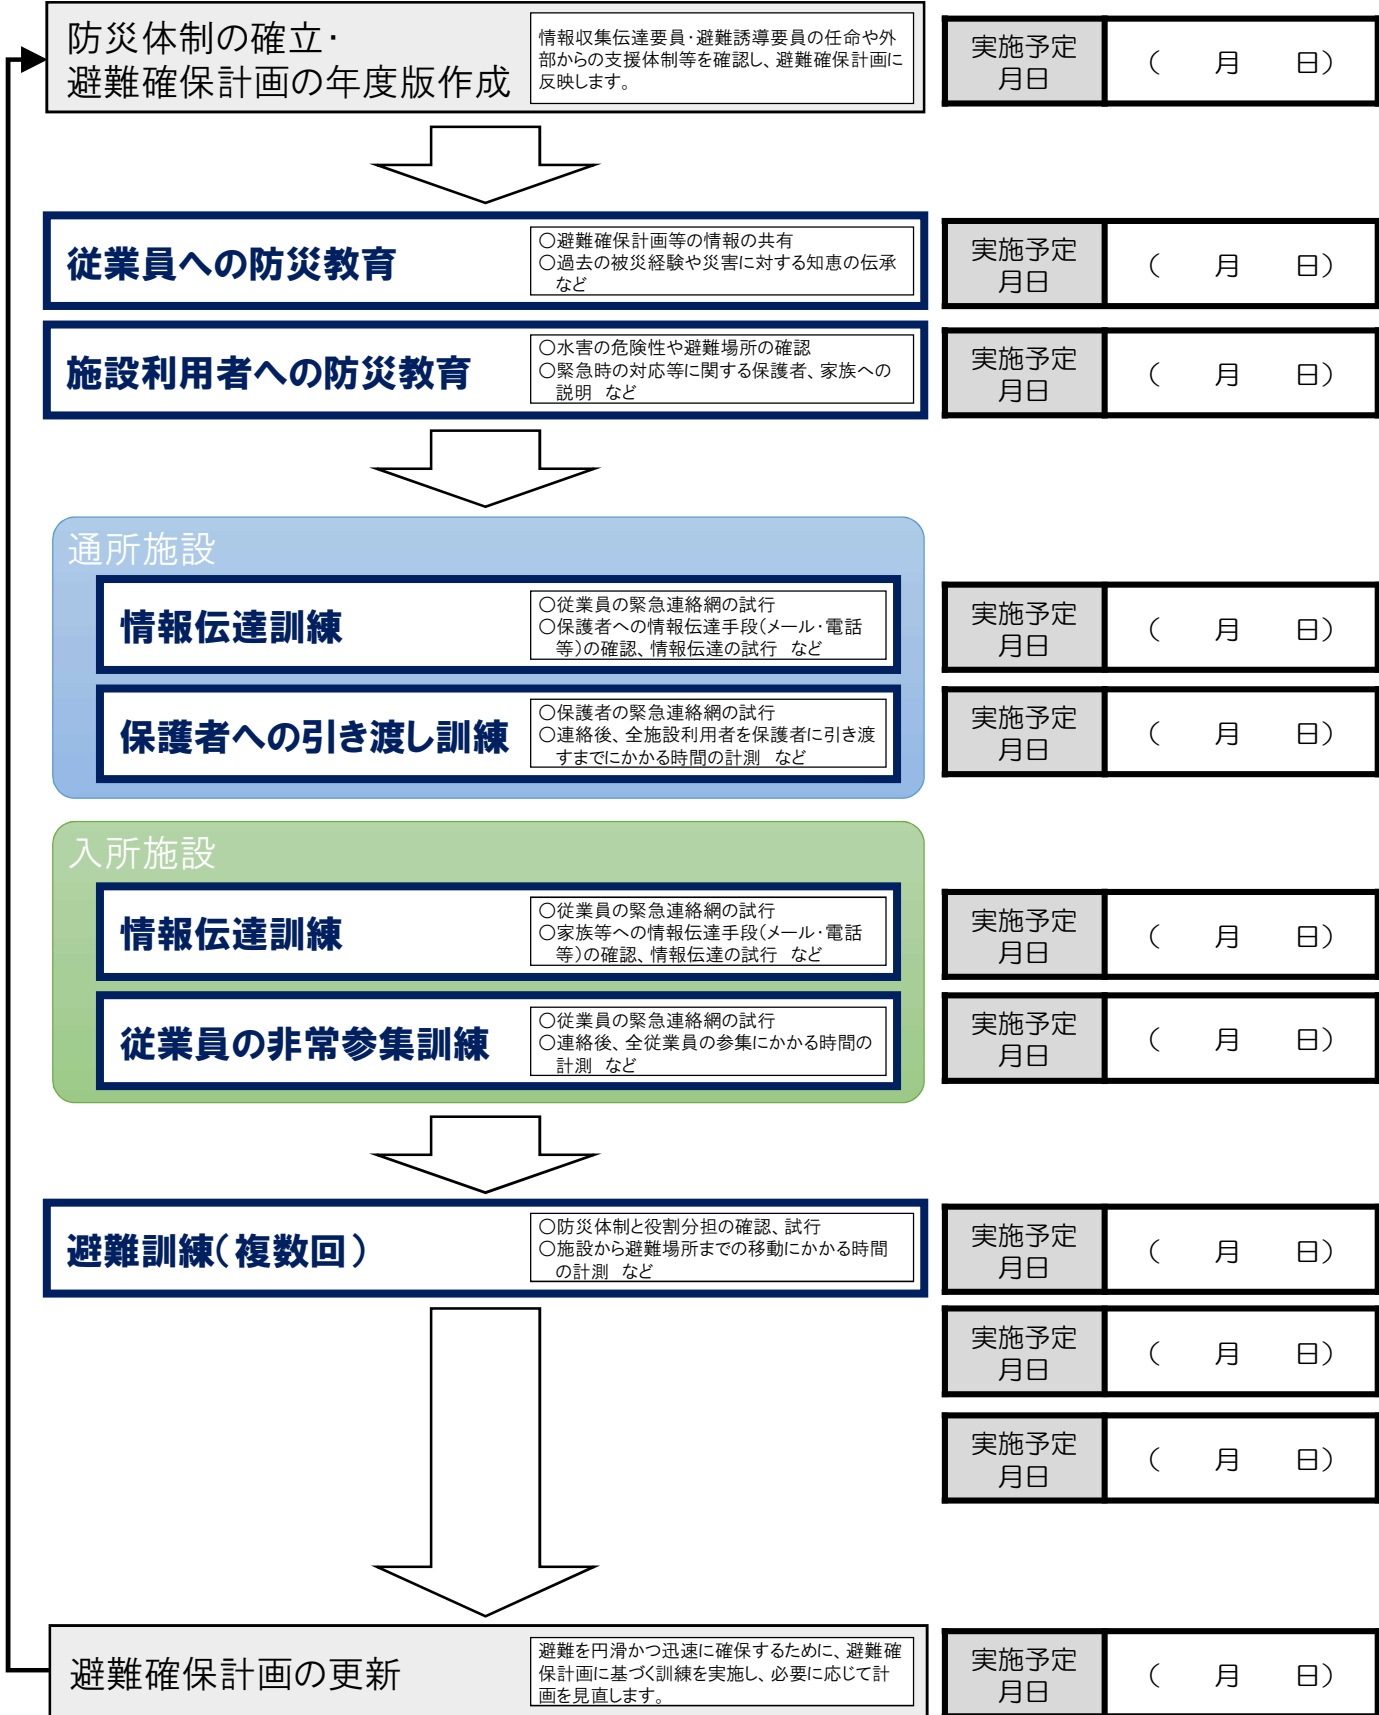 防災体制の確立・
避難確保計画の年度版作成
情報収集伝達要員・避難誘導要員の任命や外
部からの支援体制等を確認し、避難確保計画に
反映します。
実施予定
月日
(　月　日)
従業員への防災教育
○避難確保計画等の情報の共有
○過去の被災経験や災害に対する知恵の伝承
など
実施予定
月日
(　月　日)
施設利用者への防災教育
○水害の危険性や避難場所の確認
○緊急時の対応等に関する保護者、家族への
説明　など
実施予定
月日
(　月　日)
通所施設
情報伝達訓練
○従業員の緊急連絡網の試行
○保護者への情報伝達手段(メール・電話
等)の確認、情報伝達の試行　など
実施予定
月日
(　月　日)
保護者への引き渡し訓練
○保護者の緊急連絡網の試行
○連絡後、全施設利用者を保護者に引き渡
すまでにかかる時間の計測　など
実施予定
月日
(　月　日)
入所施設
情報伝達訓練
○従業員の緊急連絡網の試行
○家族等への情報伝達手段(メール・電話
等)の確認、情報伝達の試行　など
実施予定
月日
(　月　日)
従業員の非常参集訓練
○従業員の緊急連絡網の試行
○連絡後、全従業員の参集にかかる時間の
計測　など
実施予定
月日
(　月　日)
避難訓練(複数回)
○防災体制と役割分担の確認、試行
○施設から避難場所までの移動にかかる時間
の計測　など
実施予定
月日
(　月　日)
実施予定
月日
(　月　日)
実施予定
月日
(　月　日)
避難確保計画の更新
避難を円滑かつ迅速に確保するために、避難確
保計画に基づく訓練を実施し、必要に応じて計
画を見直します。
実施予定
月日
(　月　日)